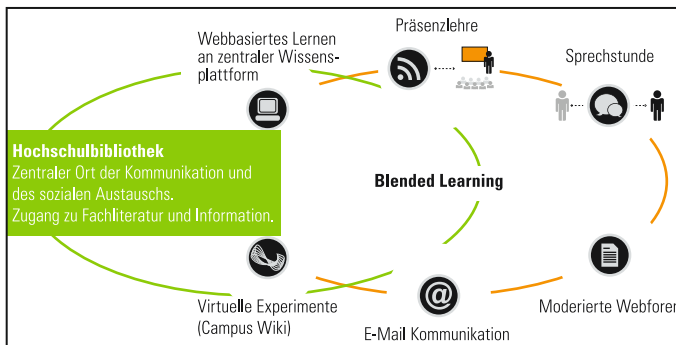 Präsenzlehre
Webbasiertes Lernen
an zentraler Wissens-
plattform
Sprechstunde
Hochschulbibliothek
Zentraler Ort der Kommunikation und
des sozialen Austauschs.
Zugang zu Fachliteratur und Information.
Blended Learning
@
Virtuelle Experimente
(Campus Wiki)
E-Mail Kommunikation
Moderierte Webforen